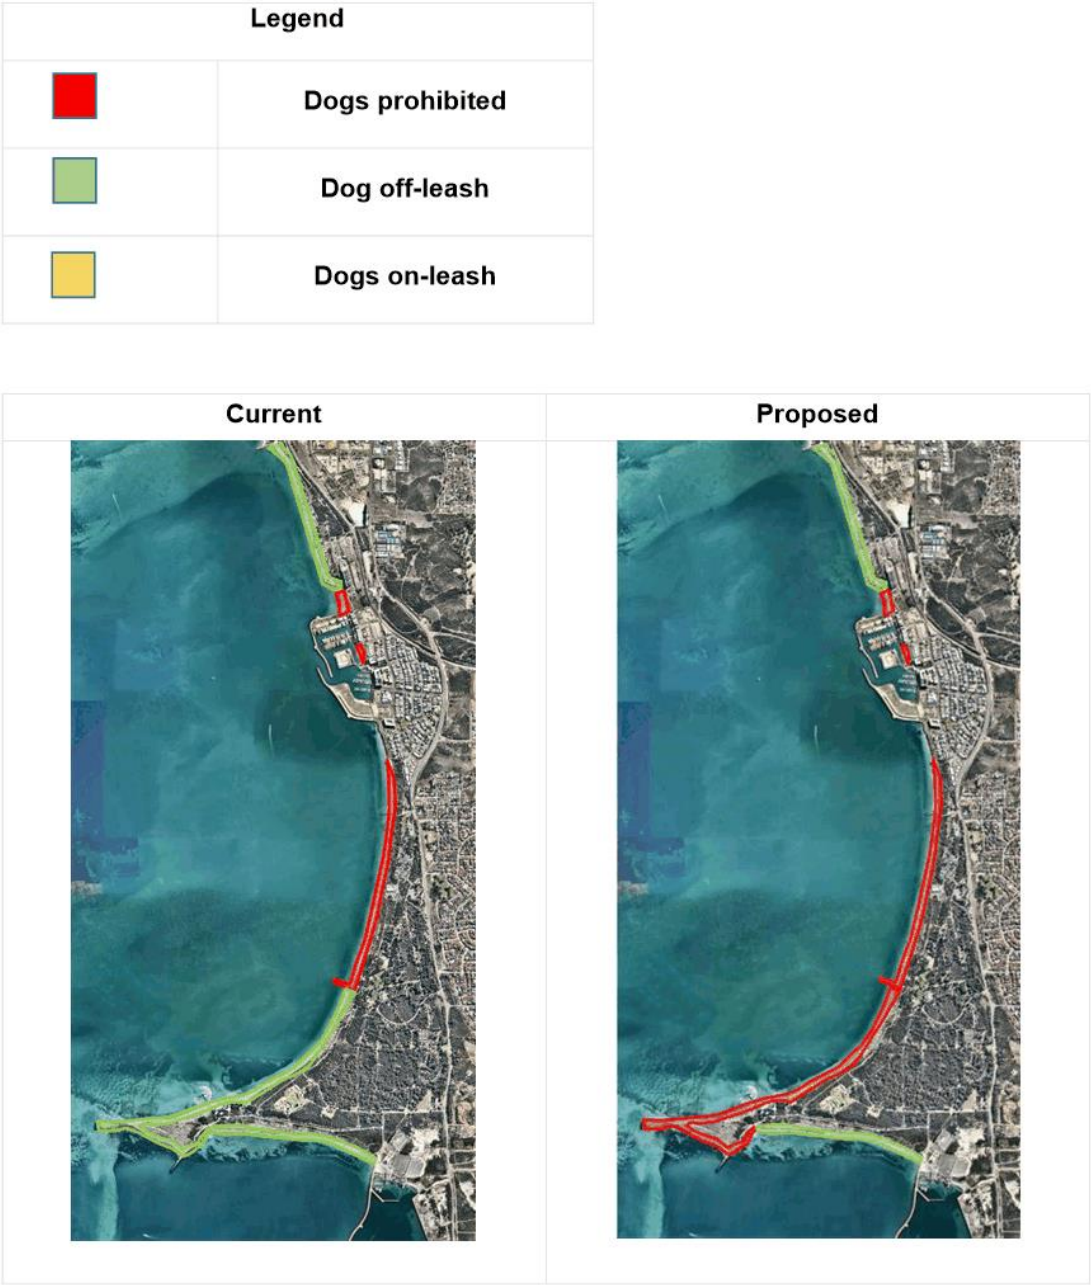 Legend
Dogs prohibited
Dog off-leash
Dogs on-leash
Current
Proposed